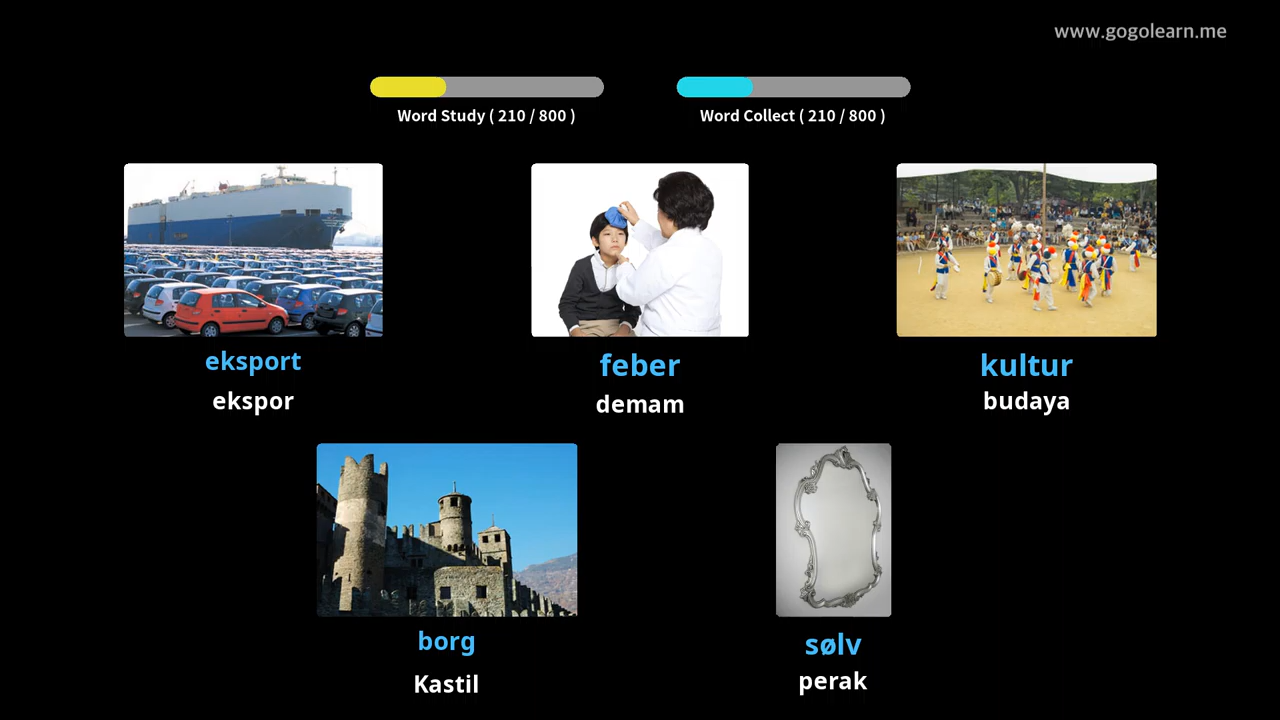 www.gogolearn.me
Word Study ( 210 / 800 )
Word Collect ( 210 / 800 )
eksport
ekspor
feber
demam
kultur
budaya
borg
Kastil
sølv
perak